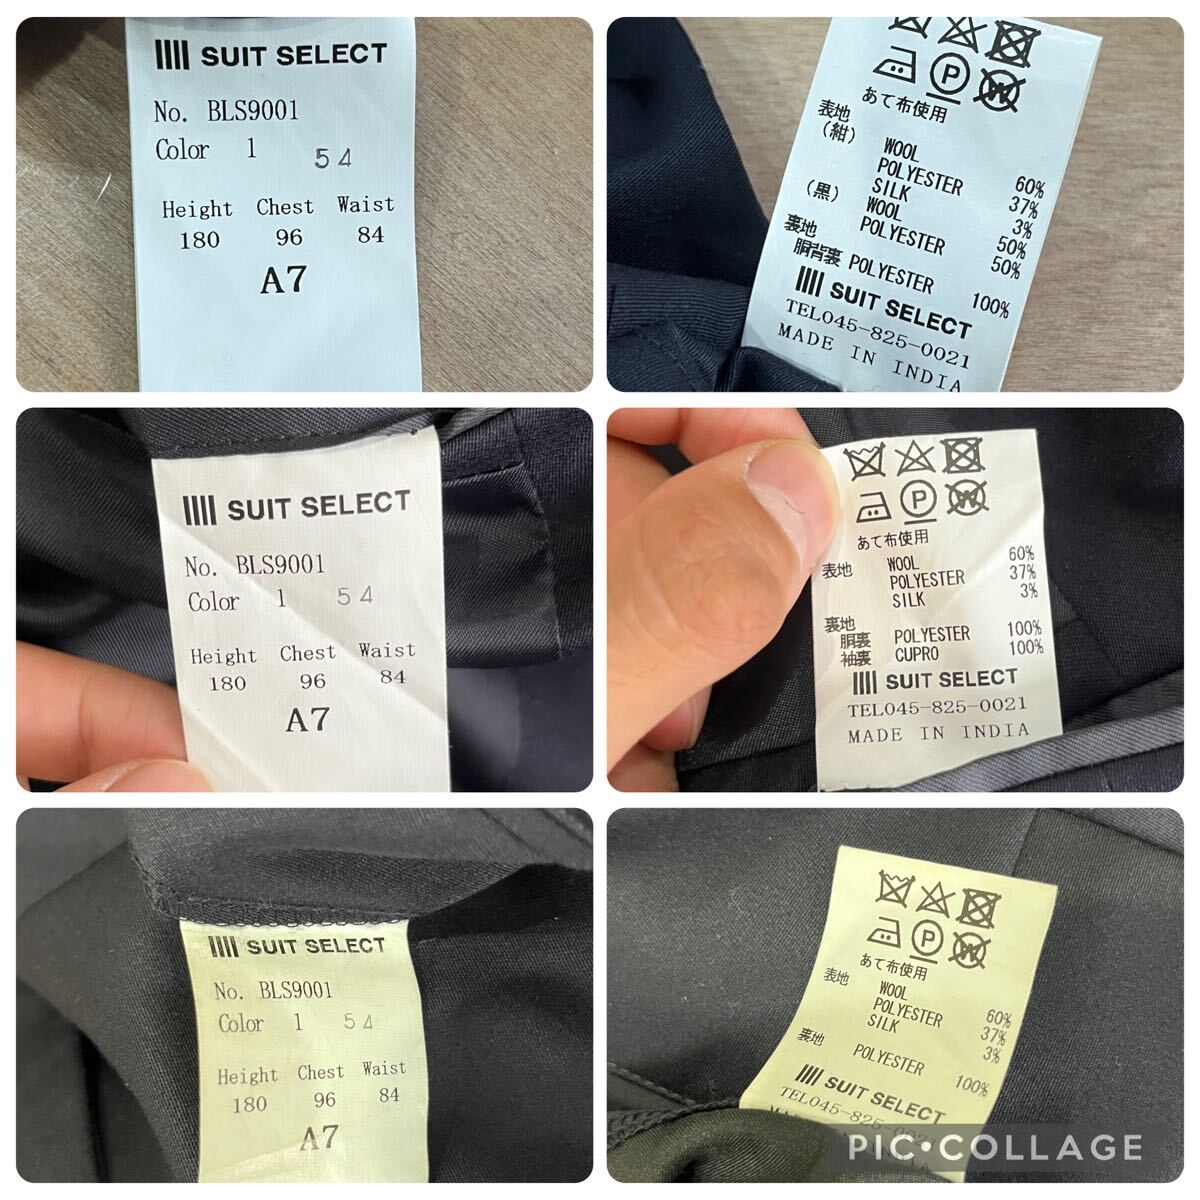 SUIT SELECT
No. BLS9001
Color 1 54
Height Chest Waist
180 96 84
A7
P W
あて布使用
表地
(紺) WOOL 60%
POLYESTER 37%
SILK 3%
(黒) WOOL 50%
POLYESTER 50%
裏地
胴背裏 POLYESTER 100%
SUIT SELECT
TEL045-825-0021
MADE IN INDIA
SUIT SELECT
No. BLS9001
Color 1 54
Height Chest Waist
180 96 84
A7
P W
あて布使用
表地 WOOL 60%
POLYESTER 37%
SILK 3%
裏地
胴裏 POLYESTER 100%
袖裏 CUPRO 100%
SUIT SELECT
TEL045-825-0021
MADE IN INDIA
SUIT SELECT
No. BLS9001
Color 1 54
Height Chest Waist
180 96 84
A7
P W
あて布使用
表地 WOOL 60%
POLYESTER 37%
SILK 3%
裏地 POLYESTER 100%
SUIT SELECT
TEL045-825-0021
PIC•COLLAGE